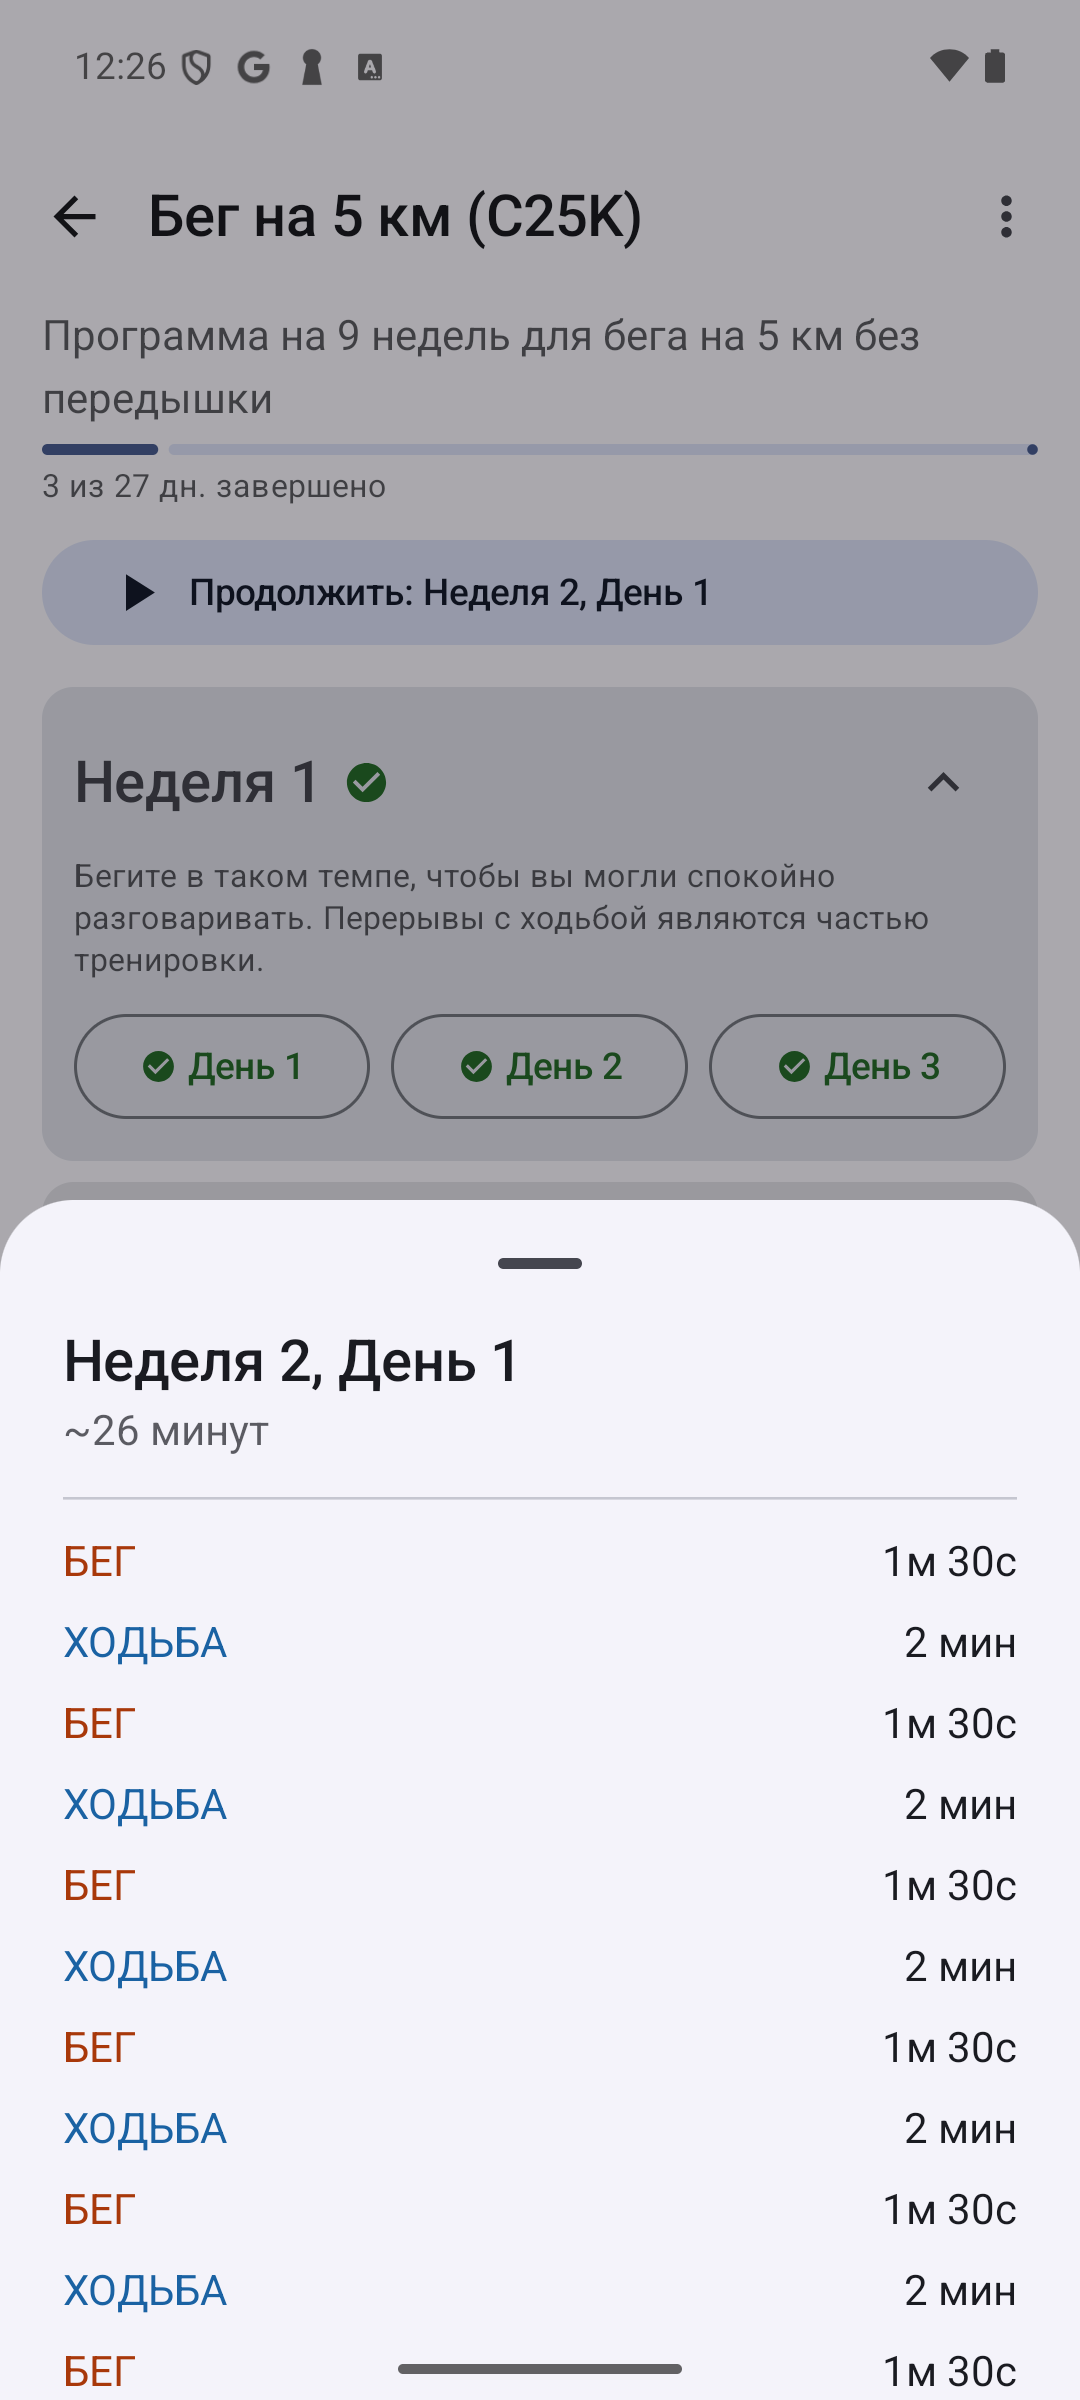 12:26
Бег на 5 км (C25K)
Программа на 9 недель для бега на 5 км без
передышки
3 из 27 дн. завершено
Продолжить: Неделя 2, День 1
Неделя 1
Бегите в таком темпе, чтобы вы могли спокойно
разговаривать. Перерывы с ходьбой являются частью
тренировки.
День 1 День 2 День 3
Неделя 2, День 1
~26 минут
БЕГ 1м 30с
ХОДЬБА 2 мин
БЕГ 1м 30с
ХОДЬБА 2 мин
БЕГ 1м 30с
ХОДЬБА 2 мин
БЕГ 1м 30с
ХОДЬБА 2 мин
БЕГ 1м 30с
ХОДЬБА 2 мин
БЕГ 1м 30с